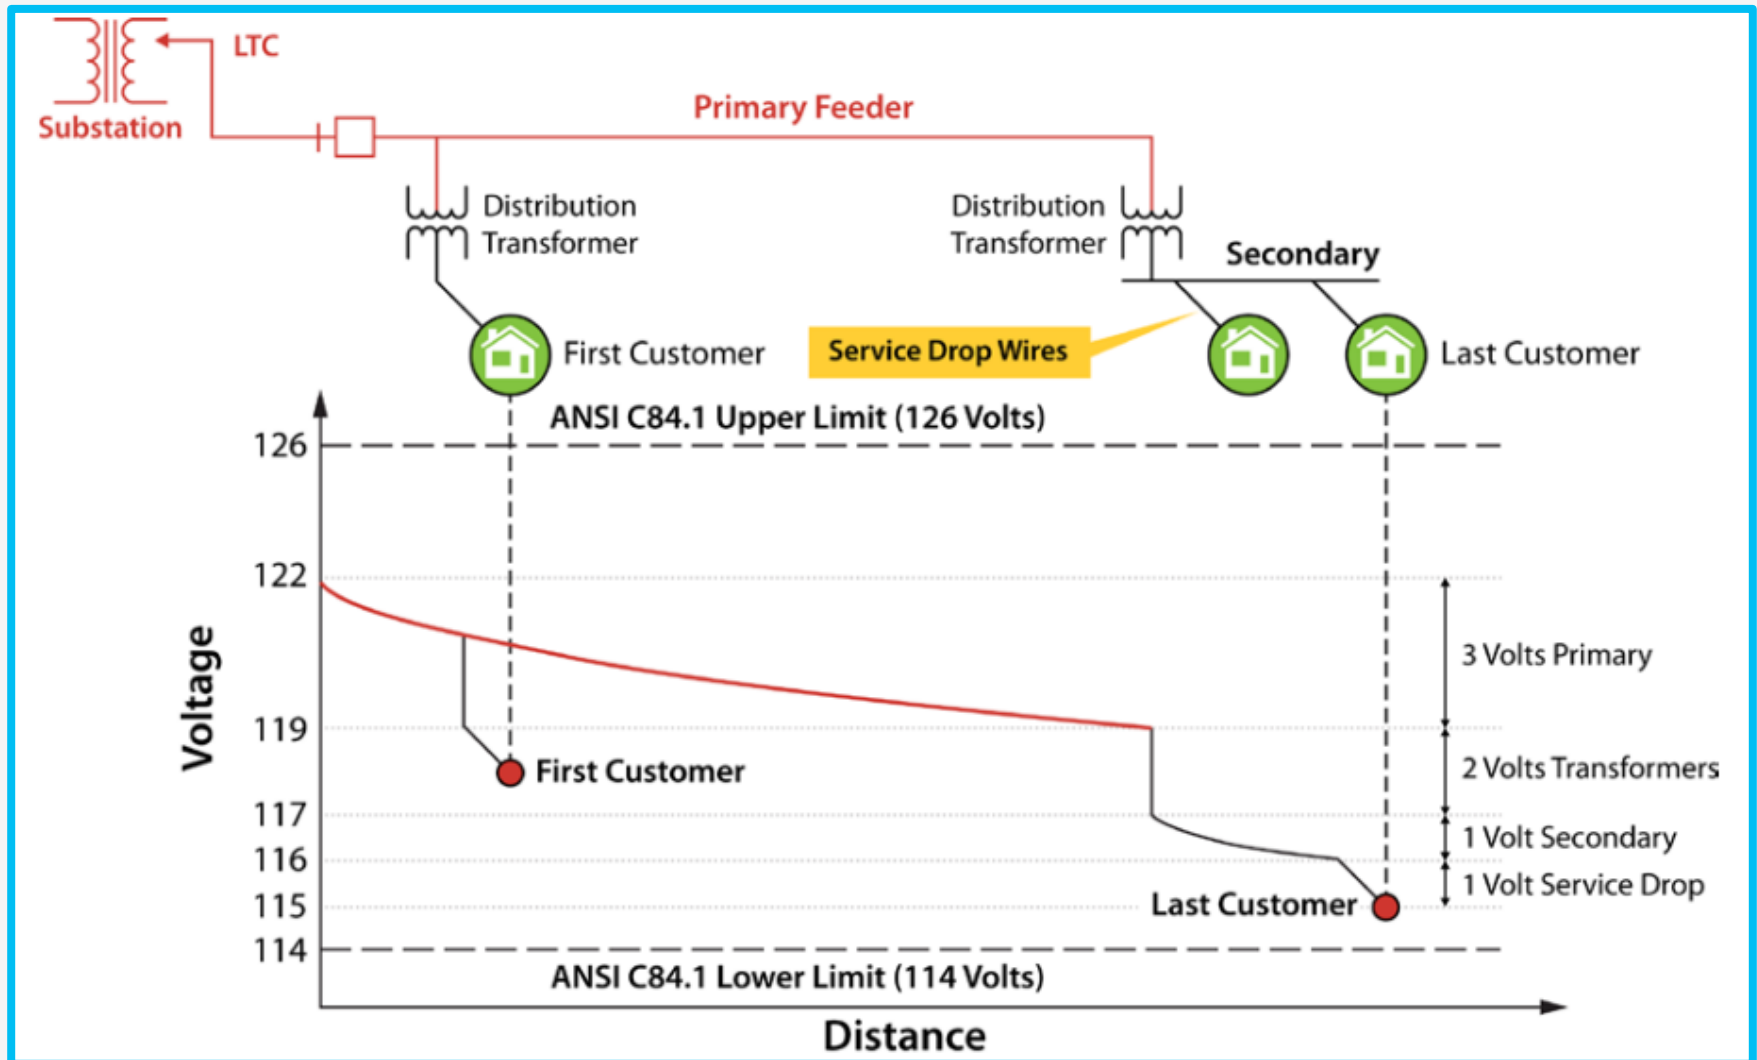 LTC
Substation
Primary Feeder
Distribution
Transformer
Distribution
Transformer
Secondary
First Customer
Service Drop Wires
Last Customer
ANSI C84.1 Upper Limit (126 Volts)
126
122
3 Volts Primary
Voltage
119
First Customer
2 Volts Transformers
117
1 Volt Secondary
116
1 Volt Service Drop
115
Last Customer
114
ANSI C84.1 Lower Limit (114 Volts)
Distance